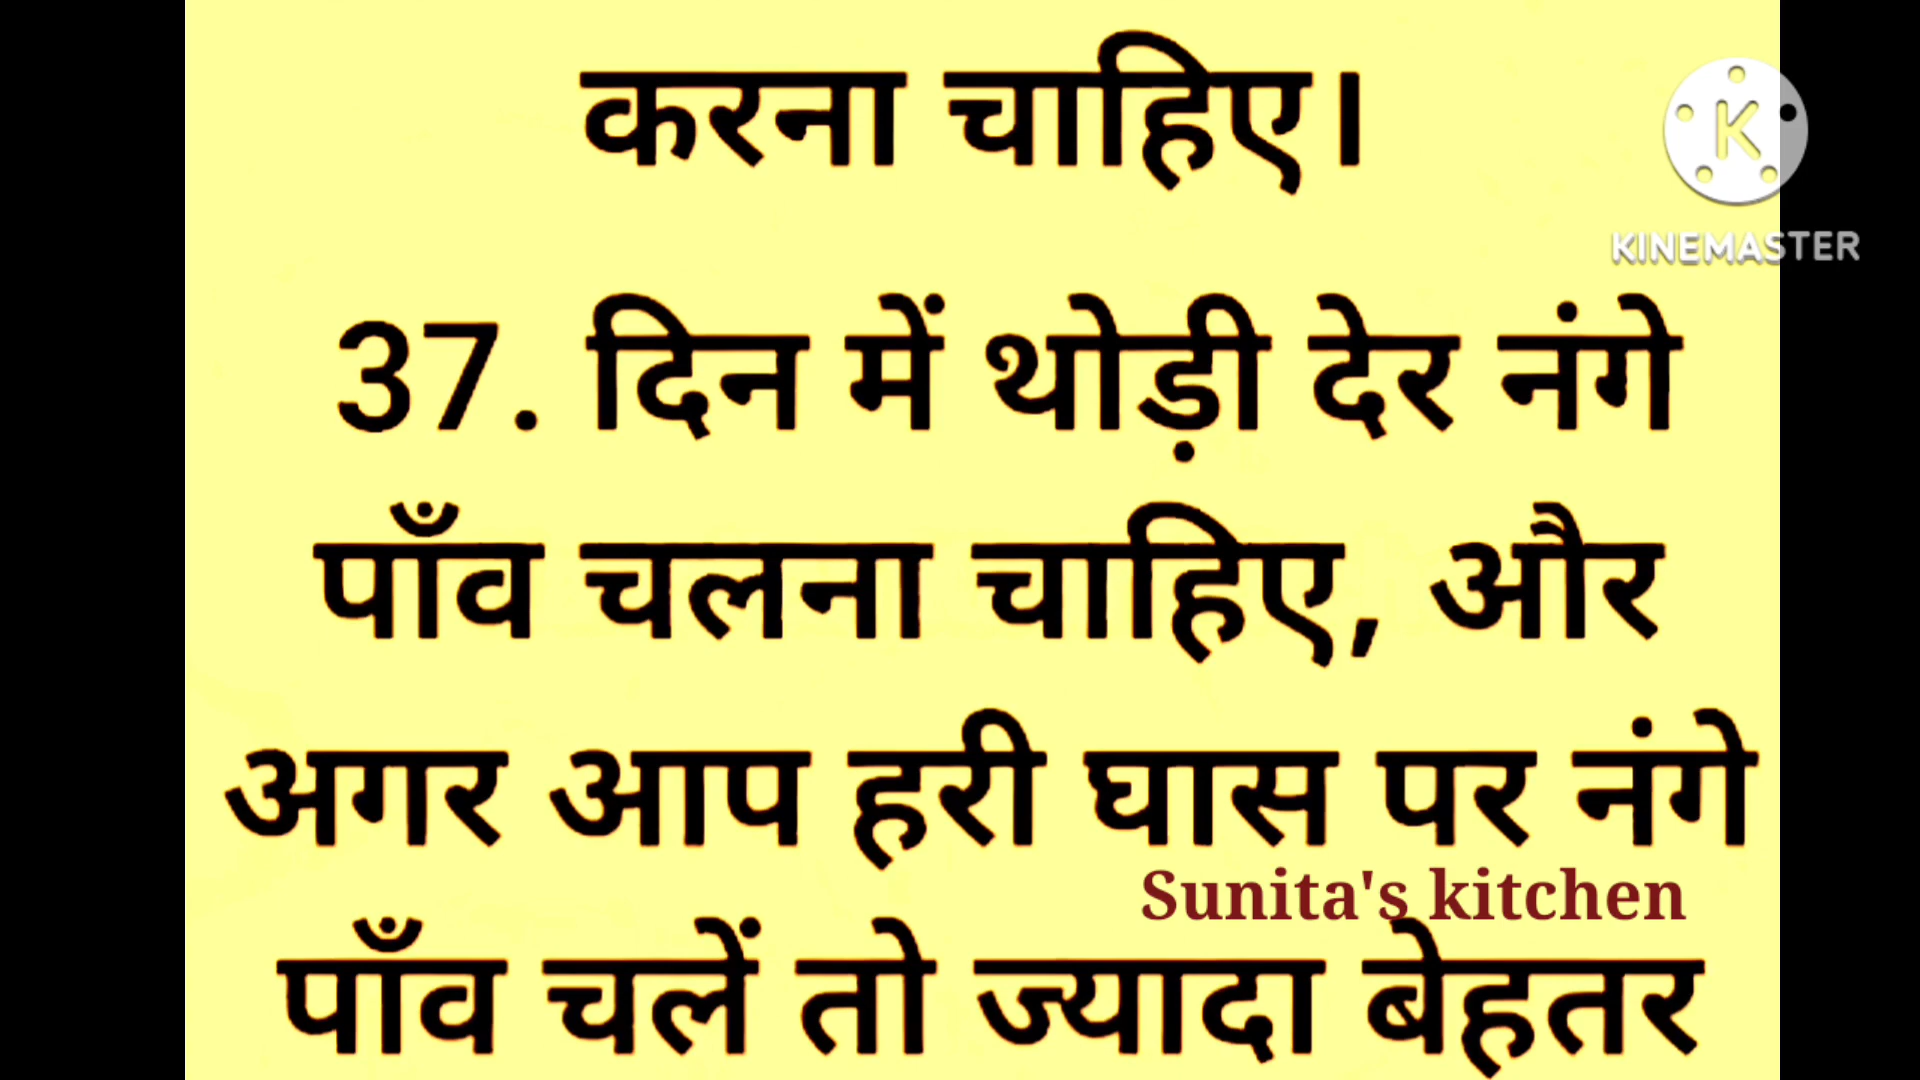 करना चाहिए।
K
KINEMASTER
37. दिन में थोड़ी देर नंगे
पाँव चलना चाहिए, और
अगर आप हरी घास पर नंगे
Sunita's kitchen
पाँव चलें तो ज्यादा बेहतर